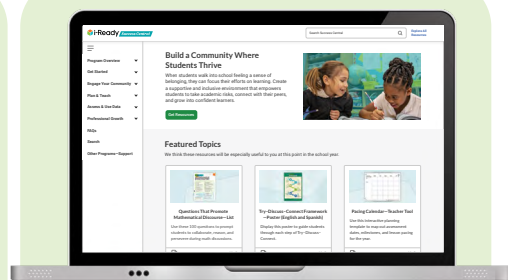 i-Ready Success Central
Search Success Central
Explore All
Resources
Program Overview
Get Started
Engage Your Community
Plan & Teach
Assess & Use Data
Professional Growth
FAQs
Search
Other Programs—Support
Build a Community Where
Students Thrive
When students walk into school feeling a sense of
belonging, they can focus their efforts on learning. Create
a supportive and inclusive environment that empowers
students to take academic risks, connect with their peers,
and grow into confident learners.
Get Resources
Featured Topics
We think these resources will be especially useful to you at this point in the school year.
Questions That Promote
Mathematical Discourse—List
Use these 100 questions to prompt
students to collaborate, reason, and
persevere during math discussions.
Try–Discuss–Connect Framework
—Poster (English and Spanish)
Display this poster to guide students
through each step of Try–Discuss–
Connect.
Pacing Calendar—Teacher Tool
Use this interactive planning
template to map out assessment
dates, reflections, and lesson pacing
for the year.